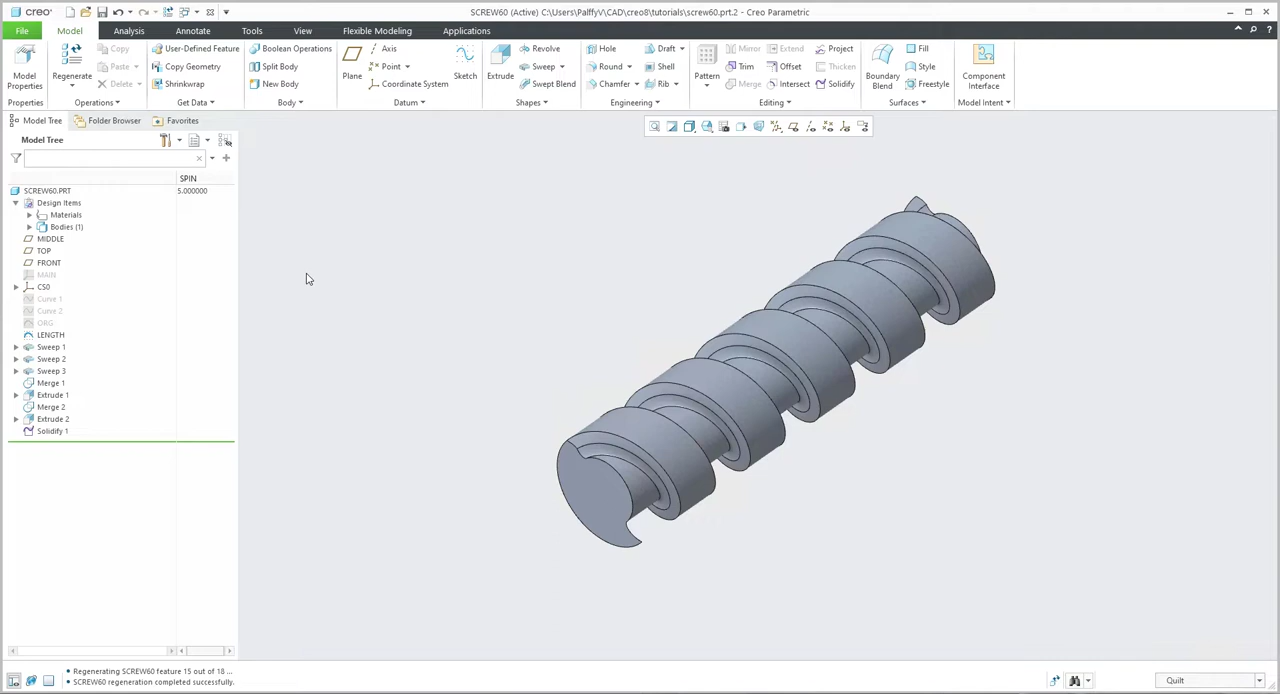 creo°
SCREW60 (Active) C:\Users\PalffyV\CAD\creo8\tutorials\screw60.prt.2 - Creo Parametric
File Model Analysis Annotate Tools View Flexible Modeling Applications
Model Properties
Regenerate
Copy
Paste
Delete
User-Defined Feature
Copy Geometry
Shrinkwrap
Boolean Operations
Split Body
New Body
Plane
Axis
Point
Coordinate System
Sketch
Extrude
Revolve
Sweep
Swept Blend
Hole
Round
Chamfer
Draft
Shell
Rib
Pattern
Mirror
Trim
Merge
Extend
Offset
Intersect
Project
Thicken
Solidify
Boundary Blend
Fill
Style
Freestyle
Component Interface
Properties Operations Get Data Body Datum Shapes Engineering Editing Surfaces Model Intent
Model Tree Folder Browser Favorites
Model Tree
SPIN
SCREW60.PRT 5.000000
Design Items
Materials
Bodies (1)
MIDDLE
TOP
FRONT
MAIN
CS0
Curve 1
Curve 2
ORG
LENGTH
Sweep 1
Sweep 2
Sweep 3
Merge 1
Extrude 1
Merge 2
Extrude 2
Solidify 1
• Regenerating SCREW60 feature 15 out of 18 ...
• SCREW60 regeneration completed successfully.
Quilt